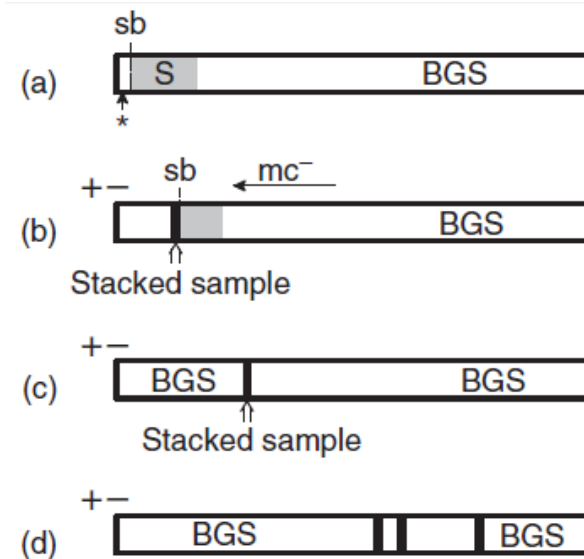 sb
(a) S BGS
*
+− sb mc⁻
(b) BGS
Stacked sample
+−
(c) BGS BGS
Stacked sample
+−
(d) BGS BGS